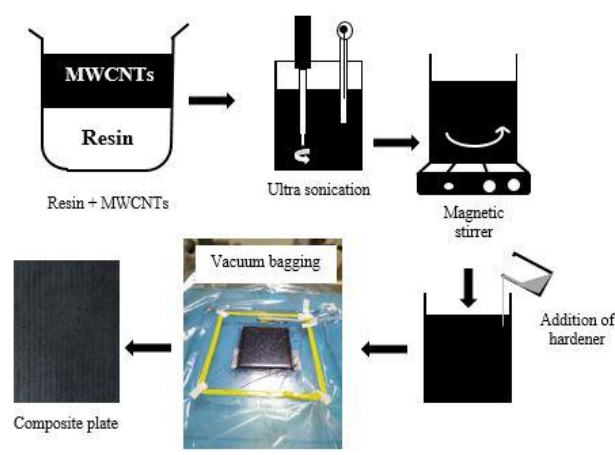 MWCNTs
Resin
Resin + MWCNTs
Ultra sonication
Magnetic
stirrer
Addition of
hardener
Vacuum bagging
Composite plate